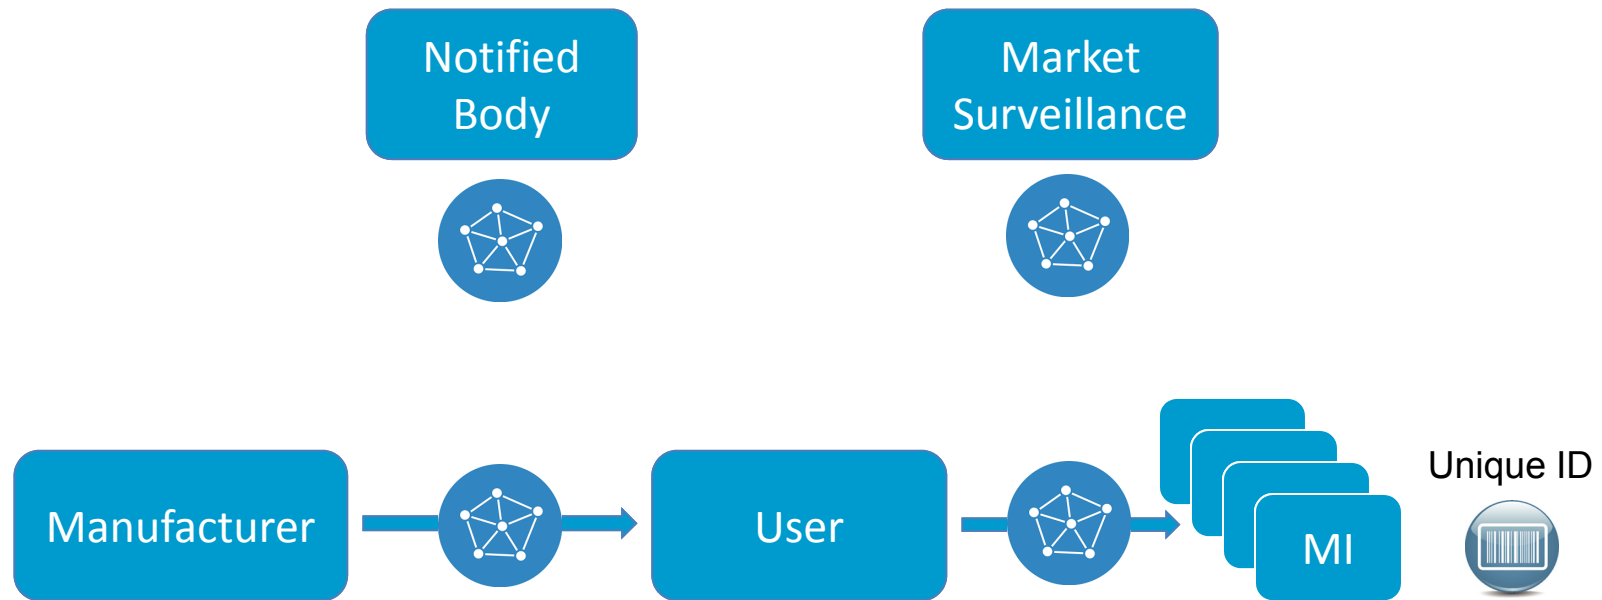 Notified
Body
Market
Surveillance
Unique ID
Manufacturer
User
MI